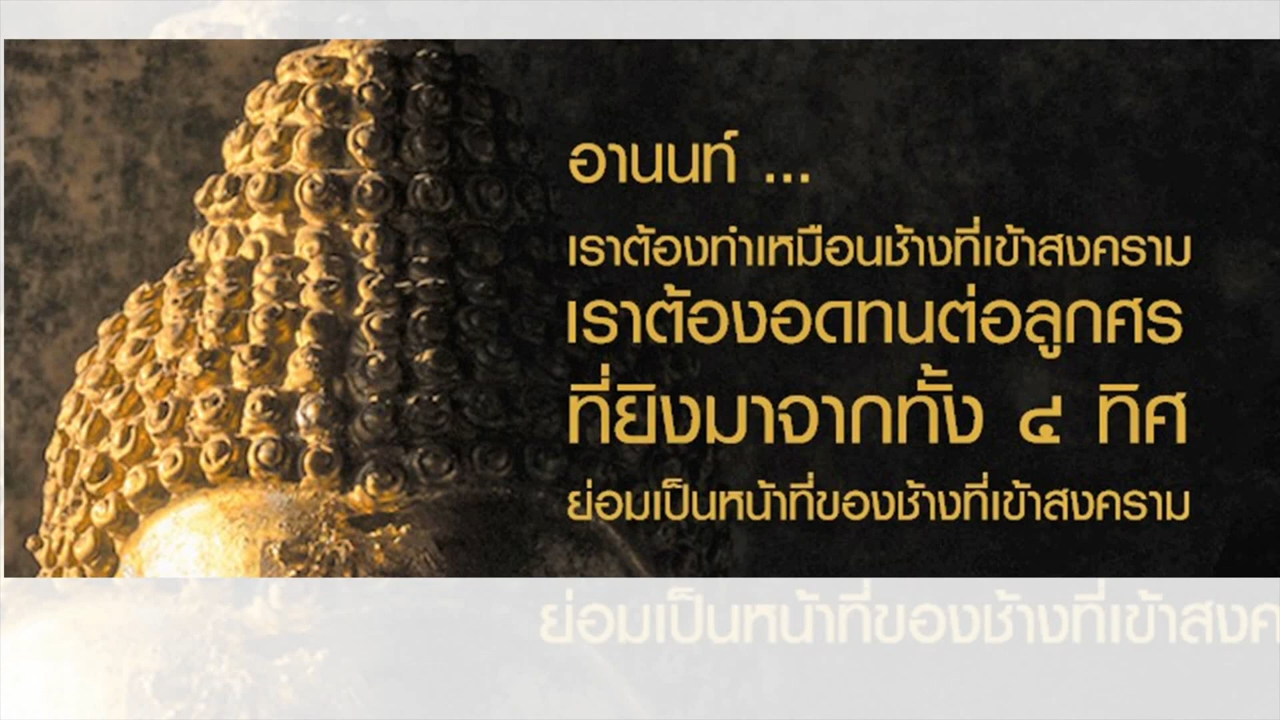 อานนท์ ...
เราต้องทำเหมือนช้างที่เข้าสงคราม
เราต้องอดทนต่อลูกศร
ที่ยิงมาจากทั้ง ๔ ทิศ
ย่อมเป็นหน้าที่ของช้างที่เข้าสงคราม
ย่อมเป็นหน้าที่ของช้างที่เข้าสงค